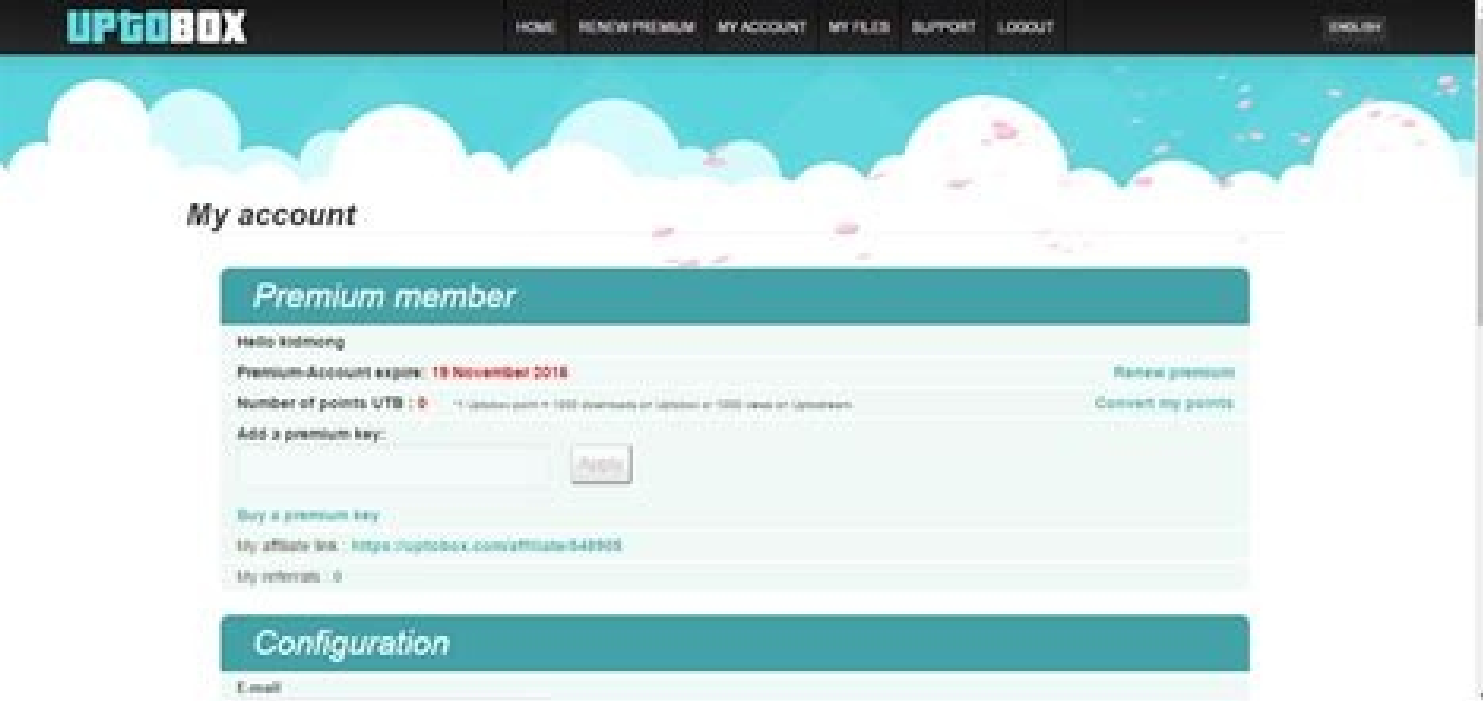 UPTOBOX
HOME RENEW PREMIUM MY ACCOUNT MY FILES SUPPORT LOGOUT ENGLISH
My account
Premium member
Hello kidmong
Premium-Account expire: 19 November 2016 Renew premium
Number of points UTB : 0 Convert my points
Add a premium key:
Apply
Buy a premium key
My affiliate link : https://uptobox.com/affiliate/
My referrals : 0
Configuration
E-mail